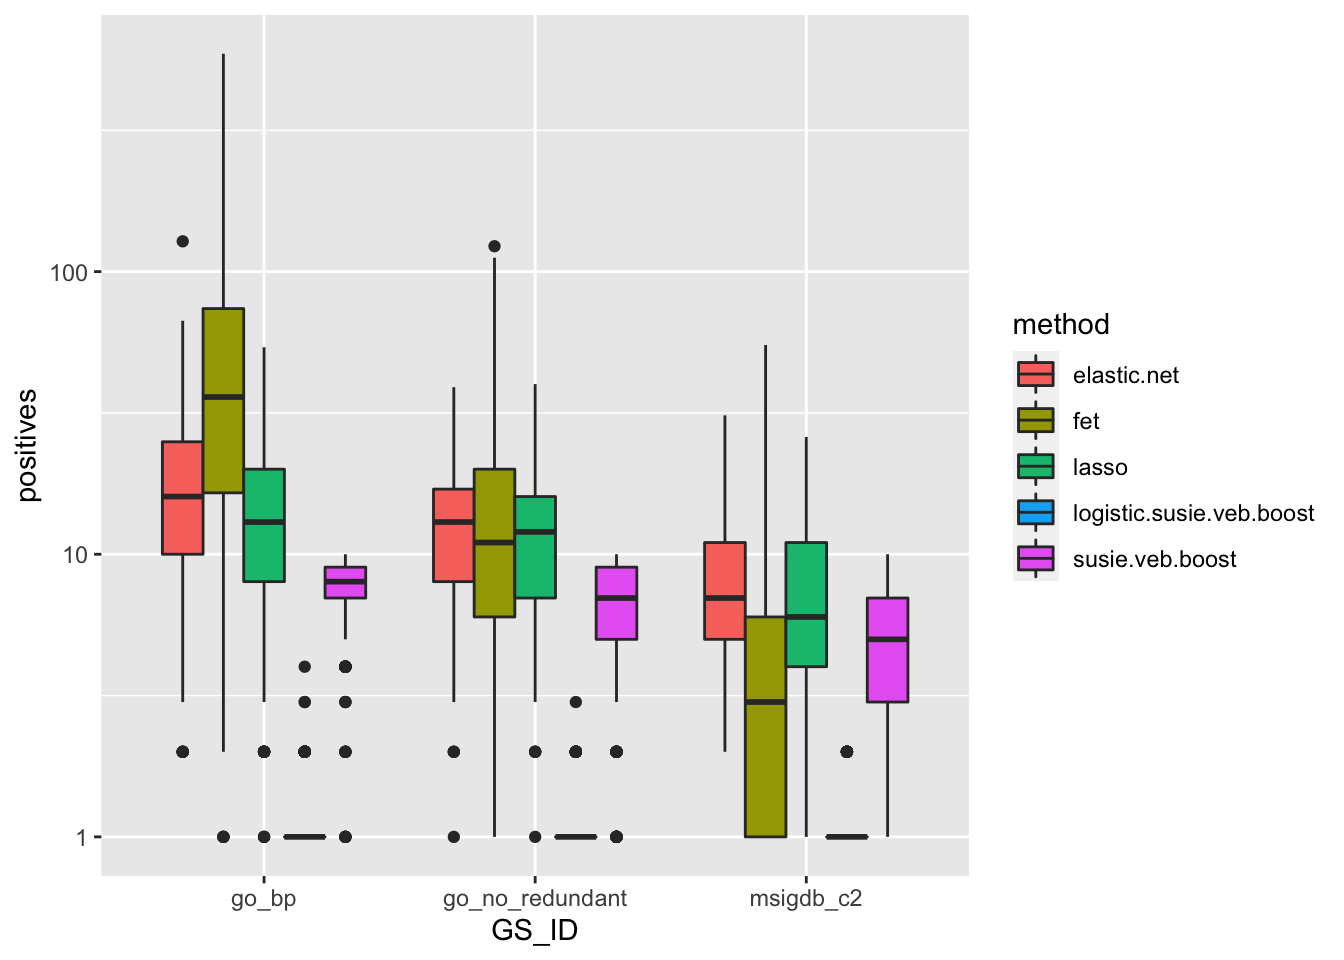 positives
100
10
1
go_bp
go_no_redundant
msigdb_c2
GS_ID
method
elastic.net
fet
lasso
logistic.susie.veb.boost
susie.veb.boost